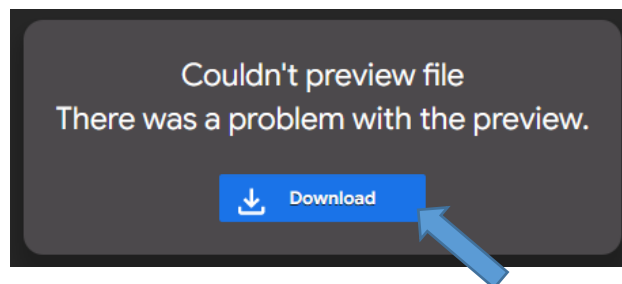 Couldn't preview file
There was a problem with the preview.
Download